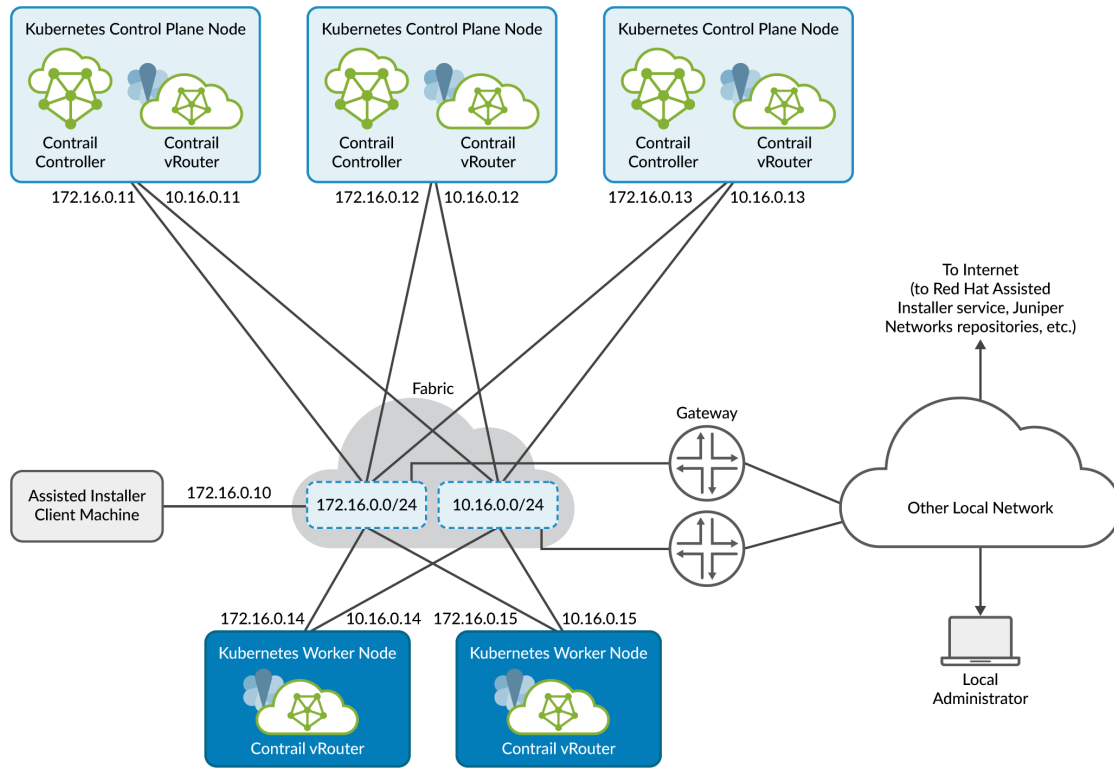 Kubernetes Control Plane Node
Contrail
Controller
Contrail
vRouter
172.16.0.11
10.16.0.11
Kubernetes Control Plane Node
Contrail
Controller
Contrail
vRouter
172.16.0.12
10.16.0.12
Kubernetes Control Plane Node
Contrail
Controller
Contrail
vRouter
172.16.0.13
10.16.0.13
To Internet
(to Red Hat Assisted
Installer service, Juniper
Networks repositories, etc.)
Fabric
Gateway
Assisted Installer
Client Machine
172.16.0.10
172.16.0.0/24
10.16.0.0/24
Other Local Network
172.16.0.14
10.16.0.14
172.16.0.15
10.16.0.15
Kubernetes Worker Node
Contrail vRouter
Kubernetes Worker Node
Contrail vRouter
Local
Administrator